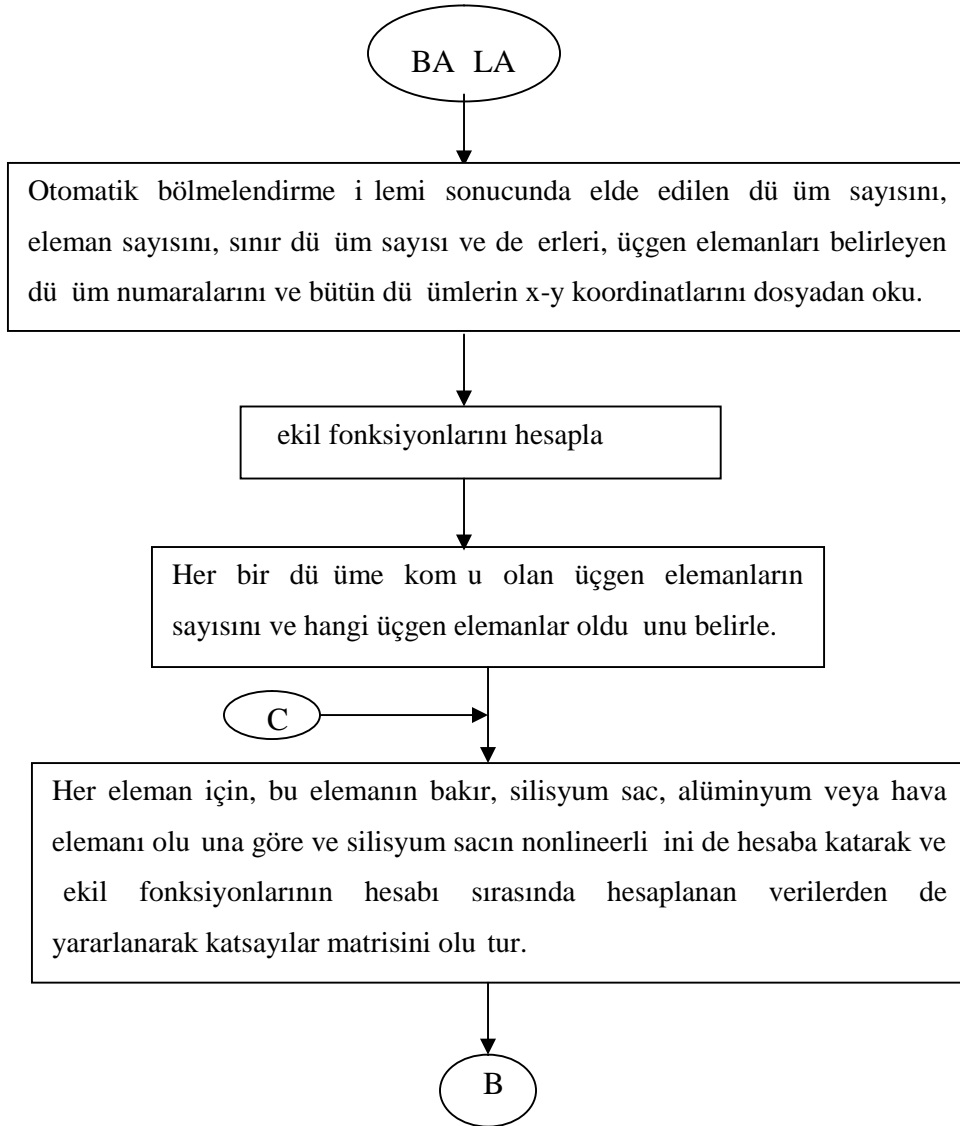 BA LA
Otomatik bölmelendirme i lemi sonucunda elde edilen dü üm sayısını,
eleman sayısını, sınır dü üm sayısı ve de erleri, üçgen elemanları belirleyen
dü üm numaralarını ve bütün dü ümlerin x-y koordinatlarını dosyadan oku.
ekil fonksiyonlarını hesapla
Her bir dü üme kom u olan üçgen elemanların
sayısını ve hangi üçgen elemanlar oldu unu belirle.
C
Her eleman için, bu elemanın bakır, silisyum sac, alüminyum veya hava
elemanı olu una göre ve silisyum sacın nonlineerli ini de hesaba katarak ve
ekil fonksiyonlarının hesabı sırasında hesaplanan verilerden de
yararlanarak katsayılar matrisini olu tur.
B